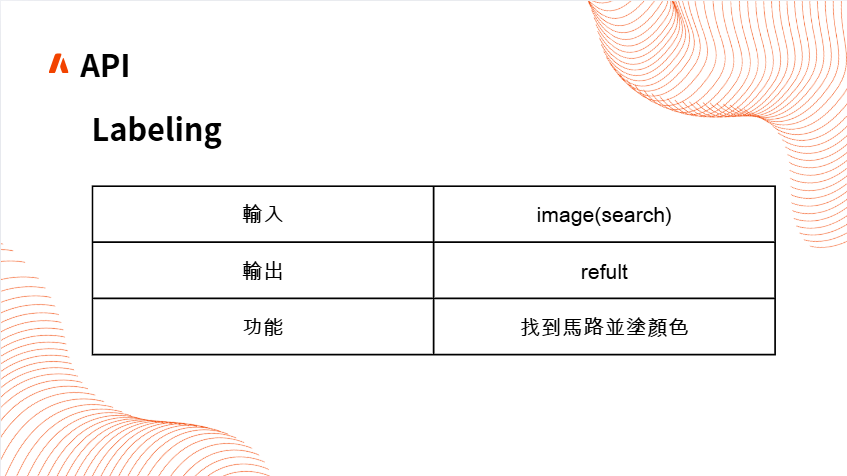 API
Labeling
輸入 image(search)
輸出 refult
功能 找到馬路並塗顏色